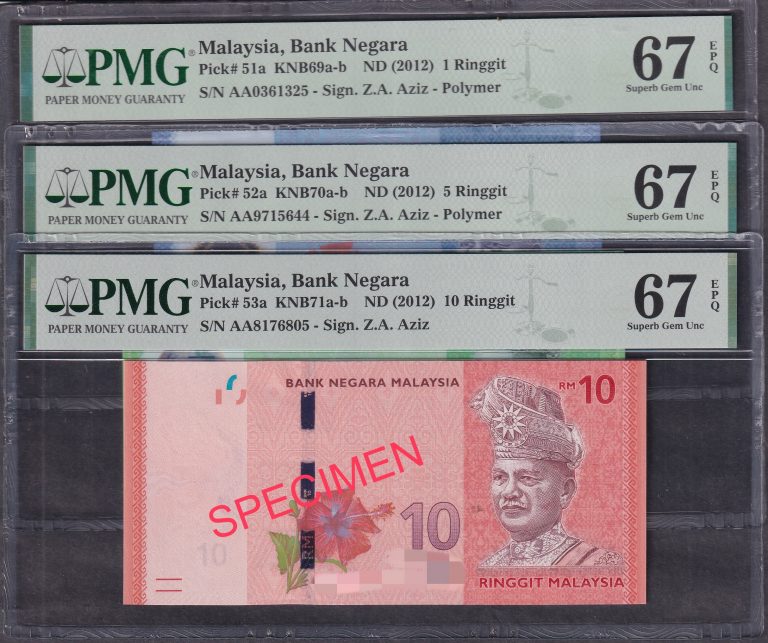 PMG®
PAPER MONEY GUARANTY
Malaysia, Bank Negara
Pick# 51a KNB69a-b ND (2012) 1 Ringgit
S/N AA0361325 - Sign. Z.A. Aziz - Polymer
67 EPQ
Superb Gem Unc
PMG®
PAPER MONEY GUARANTY
Malaysia, Bank Negara
Pick# 52a KNB70a-b ND (2012) 5 Ringgit
S/N AA9715644 - Sign. Z.A. Aziz - Polymer
67 EPQ
Superb Gem Unc
PMG®
PAPER MONEY GUARANTY
Malaysia, Bank Negara
Pick# 53a KNB71a-b ND (2012) 10 Ringgit
S/N AA8176805 - Sign. Z.A. Aziz
67 EPQ
Superb Gem Unc
BANK NEGARA MALAYSIA
RM10
SPECIMEN
10
10
RM
RINGGIT MALAYSIA